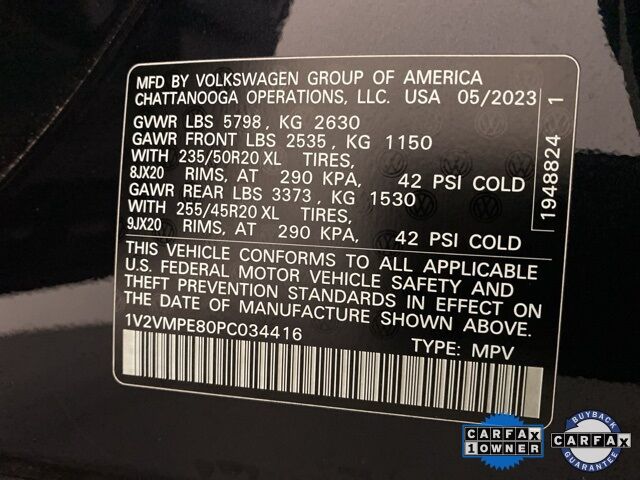 MFD BY VOLKSWAGEN GROUP OF AMERICA
CHATTANOOGA OPERATIONS, LLC. USA 05/2023
GVWR LBS 5798, KG 2630
GAWR FRONT LBS 2535, KG 1150
WITH 235/50R20 XL TIRES,
8JX20 RIMS, AT 290 KPA, 42 PSI COLD
GAWR REAR LBS 3373, KG 1530
WITH 255/45R20 XL TIRES,
9JX20 RIMS, AT 290 KPA, 42 PSI COLD
THIS VEHICLE CONFORMS TO ALL APPLICABLE
U.S. FEDERAL MOTOR VEHICLE SAFETY AND
THEFT PREVENTION STANDARDS IN EFFECT ON
THE DATE OF MANUFACTURE SHOWN ABOVE.
1V2VMPE80PC034416 TYPE: MPV
1948824 1
CARFAX
1 OWNER
BUYBACK
CARFAX
GUARANTEE